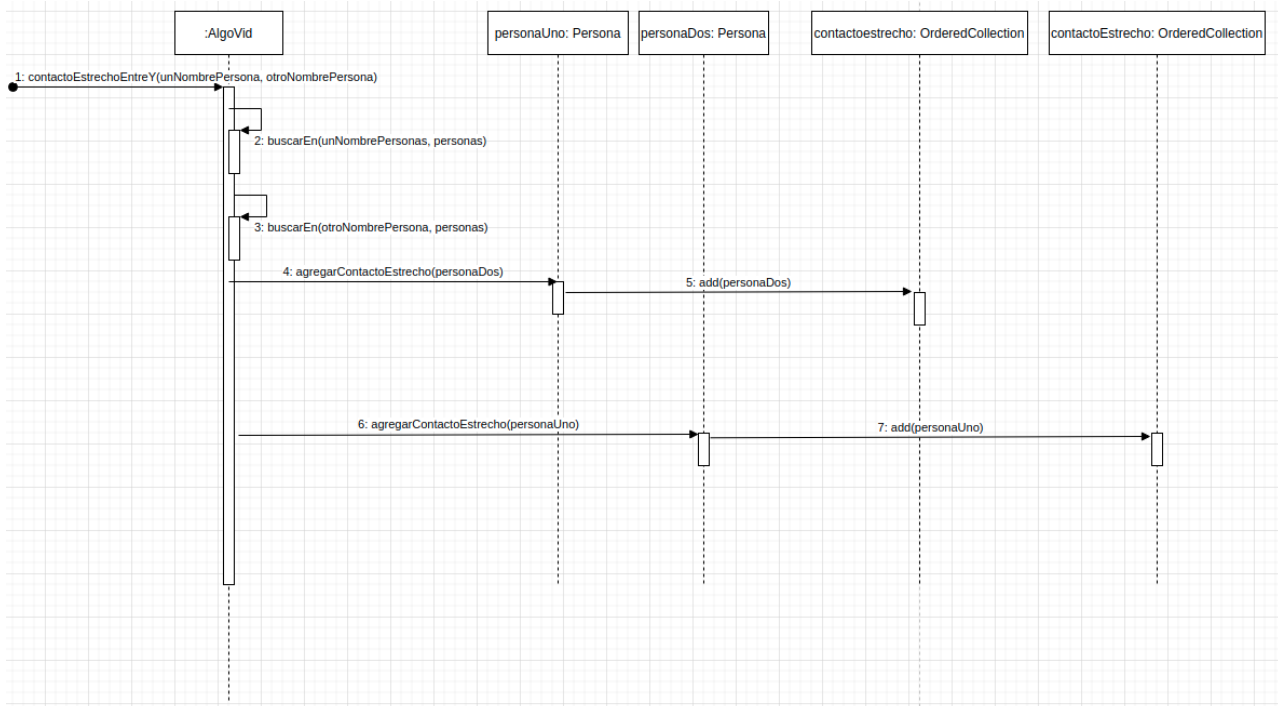 :AlgoVid
personaUno: Persona
personaDos: Persona
contactoestrecho: OrderedCollection
contactoEstrecho: OrderedCollection
1: contactoEstrechoEntreY(unNombrePersona, otroNombrePersona)
2: buscarEn(unNombrePersonas, personas)
3: buscarEn(otroNombrePersona, personas)
4: agregarContactoEstrecho(personaDos)
5: add(personaDos)
6: agregarContactoEstrecho(personaUno)
7: add(personaUno)